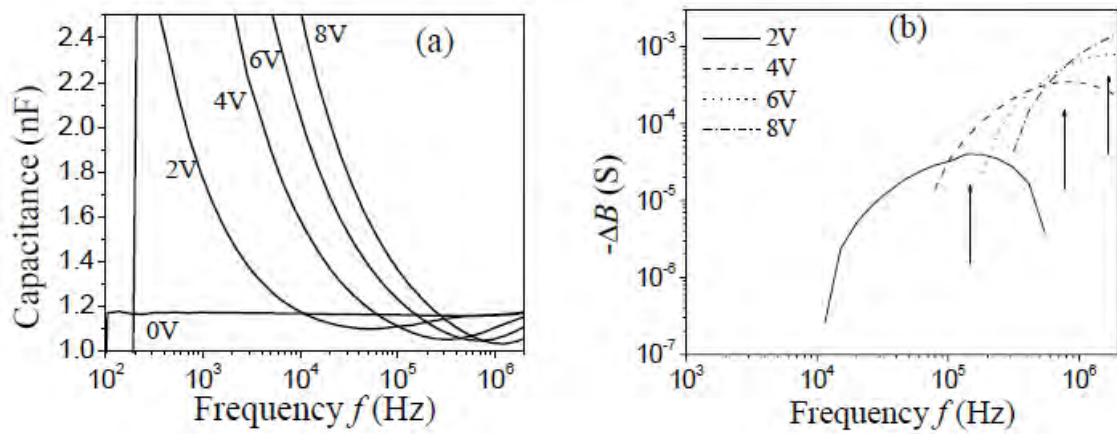 (a)
Capacitance (nF)
2.4
2.2
2.0
1.8
1.6
1.4
1.2
1.0
8V
6V
4V
2V
0V
10²
10³
10⁴
10⁵
10⁶
Frequency f (Hz)
(b)
2V
4V
6V
8V
-ΔB (S)
10⁻³
10⁻⁴
10⁻⁵
10⁻⁶
10⁻⁷
10³
10⁴
10⁵
10⁶
Frequency f (Hz)